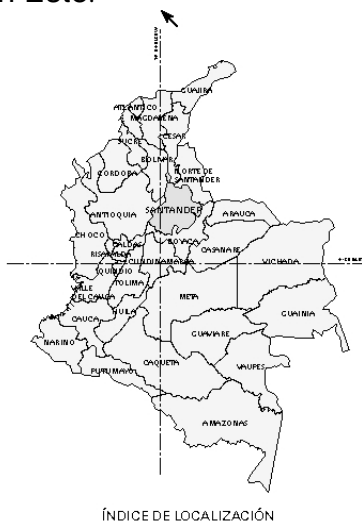 GUAJIRA
ATLANTICO
MAGDALENA
CESAR
SUCRE
BOLIVAR
NORTE DE
SANTANDER
CORDOBA
SANTANDER
ANTIOQUIA
ARAUCA
CHOCO
BOYACA
CALDAS
CASANARE
RISARALDA
CUNDINAMARCA
VICHADA
QUINDIO
TOLIMA
META
VALLE
DEL CAUCA
GUAINIA
HUILA
CAUCA
GUAVIARE
NARIÑO
CAQUETA
VAUPES
PUTUMAYO
AMAZONAS
ÍNDICE DE LOCALIZACIÓN